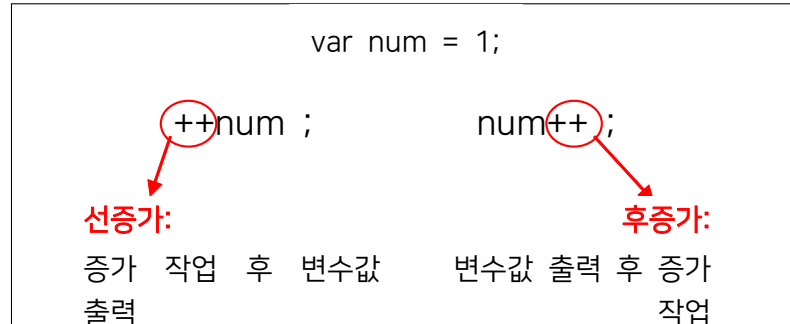 var num = 1;
++num ;
num++ ;
선증가:
증가 작업 후 변수값
출력
후증가:
변수값 출력 후 증가
작업